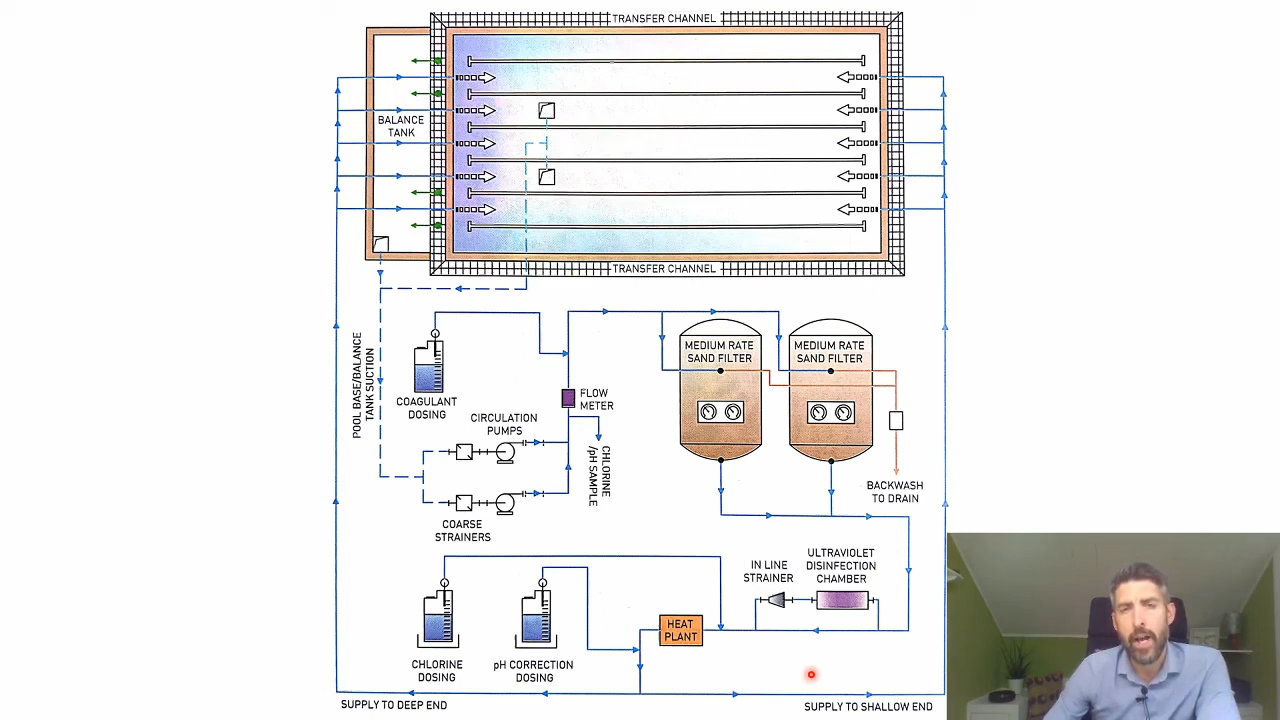 TRANSFER CHANNEL
BALANCE
TANK
TRANSFER CHANNEL
POOL BASE/BALANCE
TANK SUCTION
COAGULANT
DOSING
CIRCULATION
PUMPS
FLOW
METER
CHLORINE
/pH SAMPLE
COARSE
STRAINERS
MEDIUM RATE
SAND FILTER
MEDIUM RATE
SAND FILTER
BACKWASH
TO DRAIN
IN LINE
STRAINER
ULTRAVIOLET
DISINFECTION
CHAMBER
HEAT
PLANT
CHLORINE
DOSING
pH CORRECTION
DOSING
SUPPLY TO DEEP END
SUPPLY TO SHALLOW END